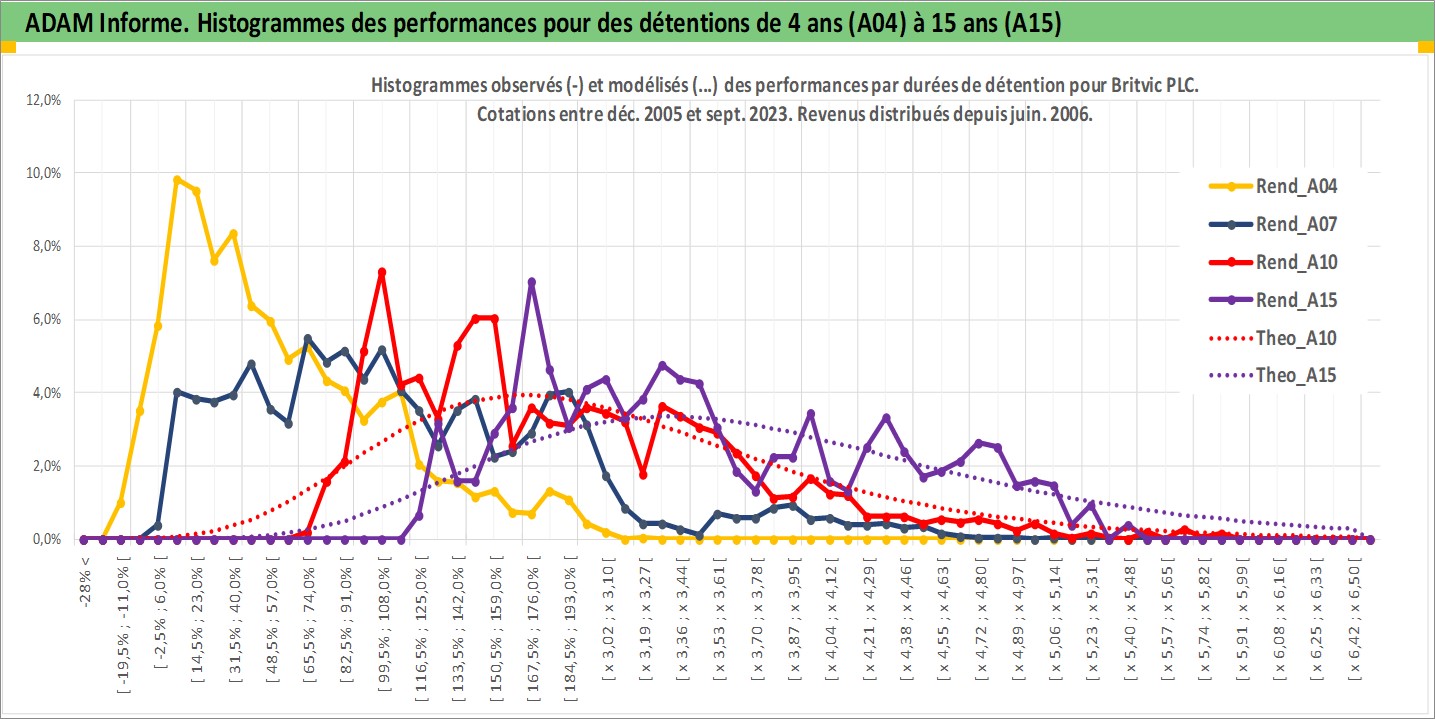 ADAM Informe. Histogrammes des performances pour des détentions de 4 ans (A04) à 15 ans (A15)
Histogrammes observés (-) et modélisés (...) des performances par durées de détention pour Britvic PLC.
Cotations entre déc. 2005 et sept. 2023. Revenus distribués depuis juin. 2006.
12,0%
10,0%
8,0%
6,0%
4,0%
2,0%
0,0%
Rend_A04
Rend_A07
Rend_A10
Rend_A15
Theo_A10
Theo_A15
-28% <
[ -19,5% ; -11,0% [
[ -2,5% ; 6,0% [
[ 14,5% ; 23,0% [
[ 31,5% ; 40,0% [
[ 48,5% ; 57,0% [
[ 65,5% ; 74,0% [
[ 82,5% ; 91,0% [
[ 99,5% ; 108,0% [
[ 116,5% ; 125,0% [
[ 133,5% ; 142,0% [
[ 150,5% ; 159,0% [
[ 167,5% ; 176,0% [
[ 184,5% ; 193,0% [
[ x 3,02 ; x 3,10 [
[ x 3,19 ; x 3,27 [
[ x 3,36 ; x 3,44 [
[ x 3,53 ; x 3,61 [
[ x 3,70 ; x 3,78 [
[ x 3,87 ; x 3,95 [
[ x 4,04 ; x 4,12 [
[ x 4,21 ; x 4,29 [
[ x 4,38 ; x 4,46 [
[ x 4,55 ; x 4,63 [
[ x 4,72 ; x 4,80 [
[ x 4,89 ; x 4,97 [
[ x 5,06 ; x 5,14 [
[ x 5,23 ; x 5,31 [
[ x 5,40 ; x 5,48 [
[ x 5,57 ; x 5,65 [
[ x 5,74 ; x 5,82 [
[ x 5,91 ; x 5,99 [
[ x 6,08 ; x 6,16 [
[ x 6,25 ; x 6,33 [
[ x 6,42 ; x 6,50 [